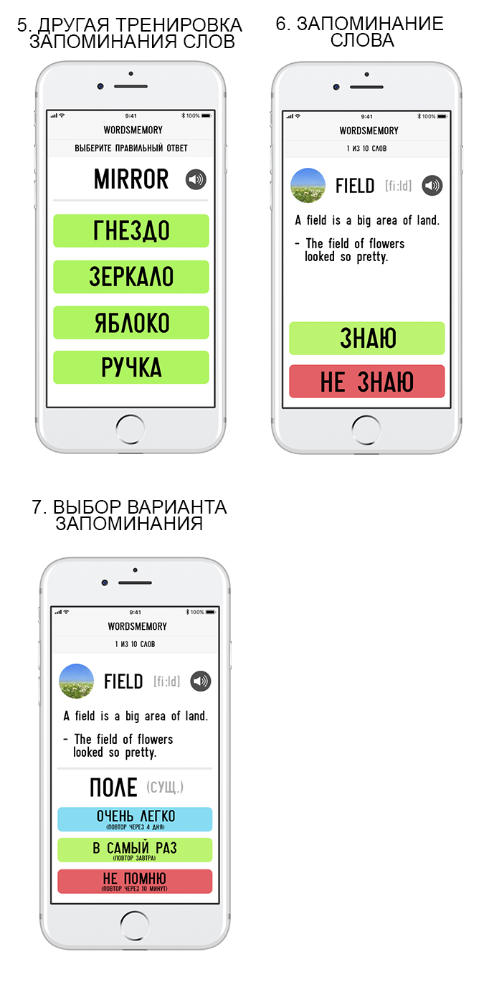 5. ДРУГАЯ ТРЕНИРОВКА
ЗАПОМИНАНИЯ СЛОВ
9:41
100%
WORDSMEMORY
ВЫБЕРИТЕ ПРАВИЛЬНЫЙ ОТВЕТ
MIRROR
ГНЕЗДО
ЗЕРКАЛО
ЯБЛОКО
РУЧКА
6. ЗАПОМИНАНИЕ
СЛОВА
9:41
100%
WORDSMEMORY
1 ИЗ 10 СЛОВ
FIELD [fi:ld]
A field is a big area of land.
- The field of flowers
looked so pretty.
ЗНАЮ
НЕ ЗНАЮ
7. ВЫБОР ВАРИАНТА
ЗАПОМИНАНИЯ
9:41
100%
WORDSMEMORY
1 ИЗ 10 СЛОВ
FIELD [fi:ld]
A field is a big area of land.
- The field of flowers
looked so pretty.
ПОЛЕ (СУЩ.)
ОЧЕНЬ ЛЕГКО
(ПОВТОР ЧЕРЕЗ 4 ДНЯ)
В САМЫЙ РАЗ
(ПОВТОР ЗАВТРА)
НЕ ПОМНЮ
(ПОВТОР ЧЕРЕЗ 10 МИНУТ)